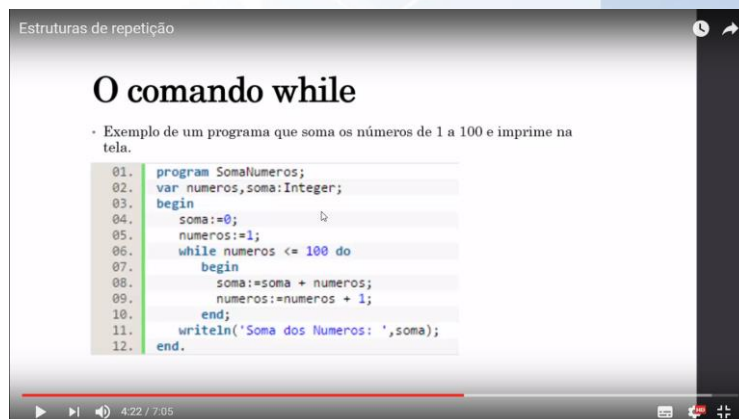 Estruturas de repetição
O comando while
• Exemplo de um programa que soma os números de 1 a 100 e imprime na
tela.
01. program SomaNumeros;
02. var numeros,soma:Integer;
03. begin
04. soma:=0;
05. numeros:=1;
06. while numeros <= 100 do
07. begin
08. soma:=soma + numeros;
09. numeros:=numeros + 1;
10. end;
11. writeln('Soma dos Numeros: ',soma);
12. end.
4:22 / 7:05
HD